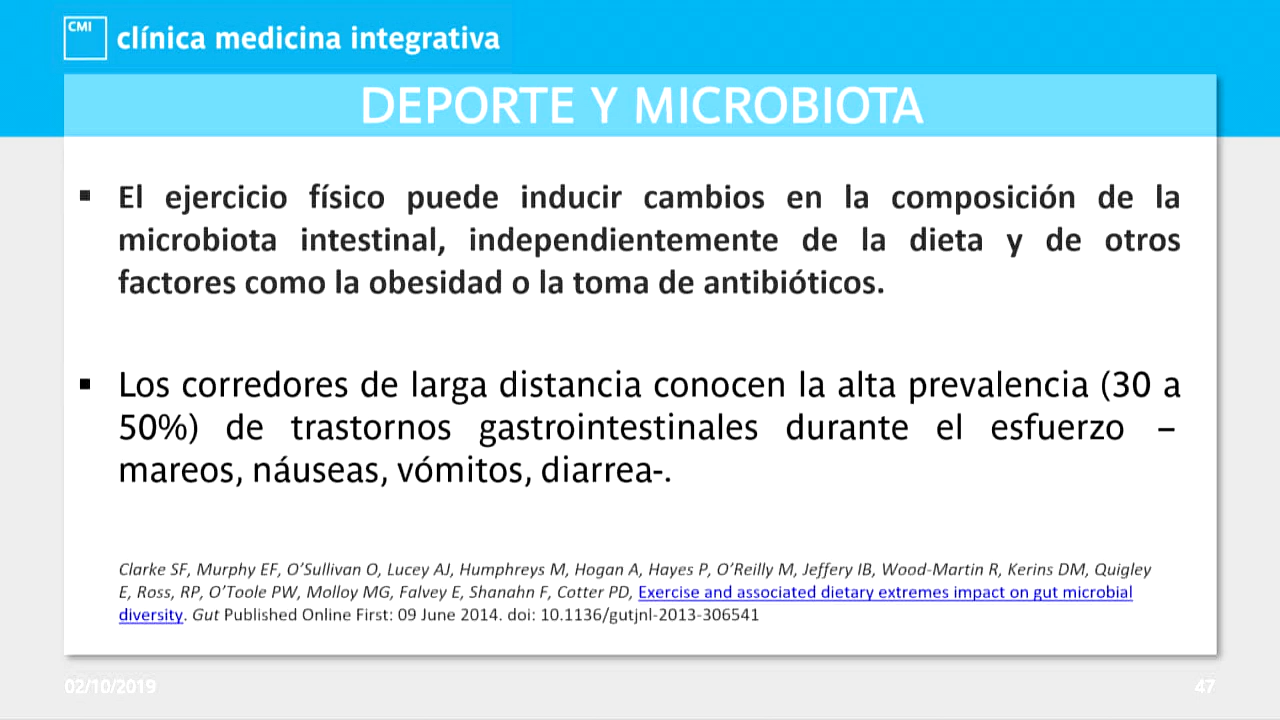 CMI
clínica medicina integrativa
DEPORTE Y MICROBIOTA
▪ El ejercicio físico puede inducir cambios en la composición de la
microbiota intestinal, independientemente de la dieta y de otros
factores como la obesidad o la toma de antibióticos.
▪ Los corredores de larga distancia conocen la alta prevalencia (30 a
50%) de trastornos gastrointestinales durante el esfuerzo –
mareos, náuseas, vómitos, diarrea-.
Clarke SF, Murphy EF, O’Sullivan O, Lucey AJ, Humphreys M, Hogan A, Hayes P, O’Reilly M, Jeffery IB, Wood-Martin R, Kerins DM, Quigley
E, Ross, RP, O’Toole PW, Molloy MG, Falvey E, Shanahn F, Cotter PD, Exercise and associated dietary extremes impact on gut microbial
diversity. Gut Published Online First: 09 June 2014. doi: 10.1136/gutjnl-2013-306541
02/10/2019
47